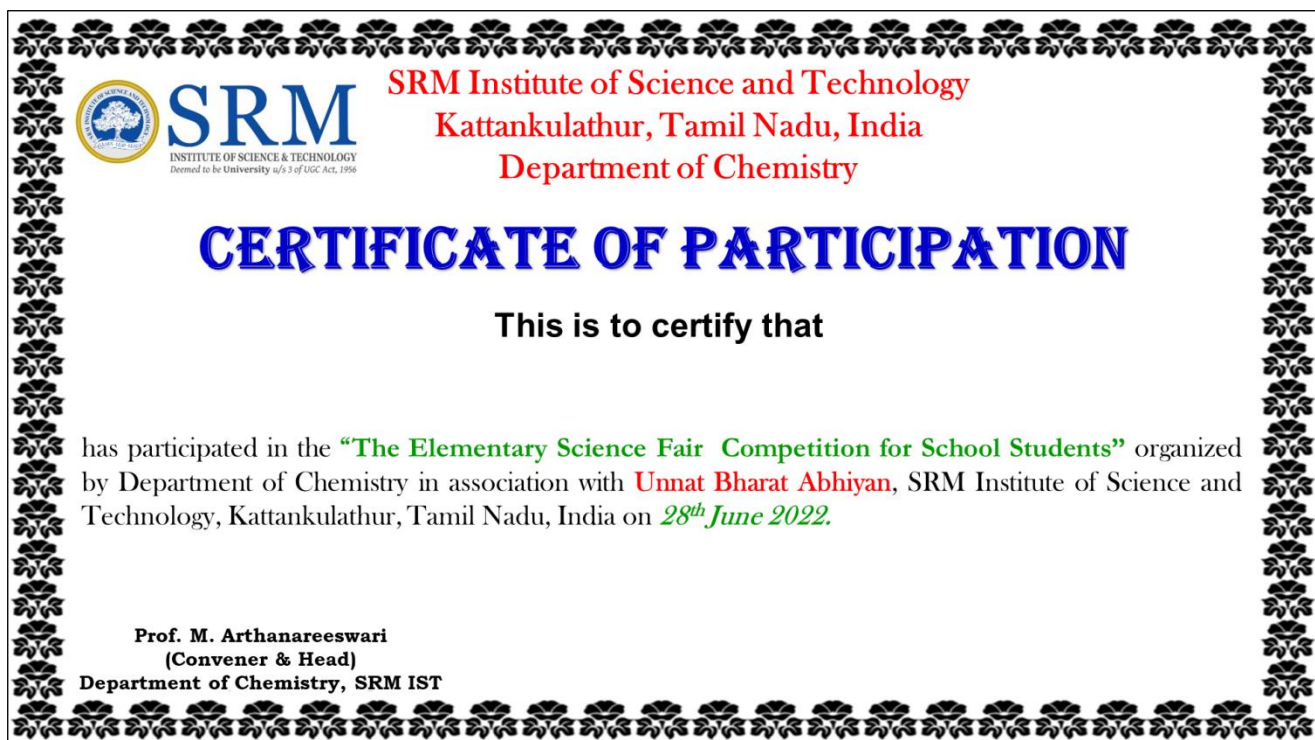 SRM
INSTITUTE OF SCIENCE & TECHNOLOGY
Deemed to be University u/s 3 of UGC Act, 1956
SRM Institute of Science and Technology
Kattankulathur, Tamil Nadu, India
Department of Chemistry
CERTIFICATE OF PARTICIPATION
This is to certify that
has participated in the “The Elementary Science Fair Competition for School Students” organized
by Department of Chemistry in association with Unnat Bharat Abhiyan, SRM Institute of Science and
Technology, Kattankulathur, Tamil Nadu, India on 28th June 2022.
Prof. M. Arthanareeswari
(Convener & Head)
Department of Chemistry, SRM IST